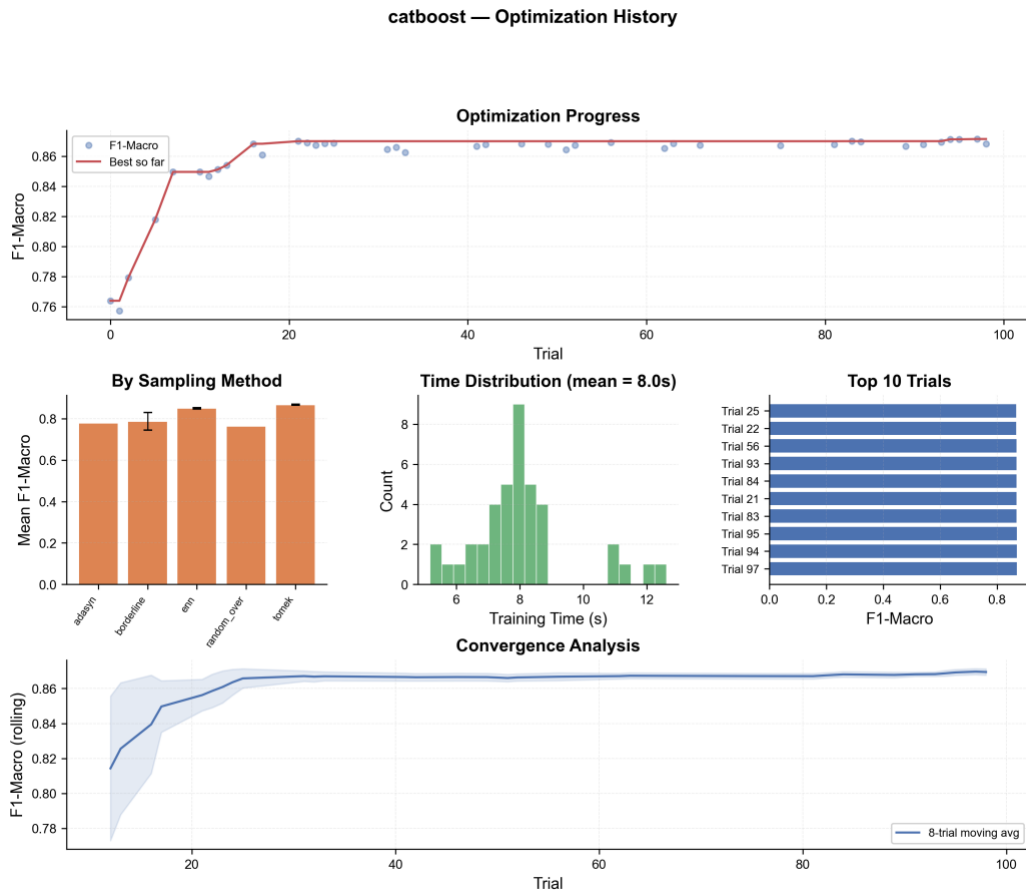 catboost — Optimization History
Optimization Progress
F1-Macro
Best so far
F1-Macro
0.86
0.84
0.82
0.80
0.78
0.76
0 20 40 60 80 100
Trial
By Sampling Method
Mean F1-Macro
0.8
0.6
0.4
0.2
0.0
adasyn
borderline
enn
random_over
tomek
Time Distribution (mean = 8.0s)
Count
8
6
4
2
0
6 8 10 12
Training Time (s)
Top 10 Trials
Trial 25
Trial 22
Trial 56
Trial 93
Trial 84
Trial 21
Trial 83
Trial 95
Trial 94
Trial 97
0.0 0.2 0.4 0.6 0.8
F1-Macro
Convergence Analysis
F1-Macro (rolling)
0.86
0.84
0.82
0.80
0.78
8-trial moving avg
20 40 60 80 100
Trial